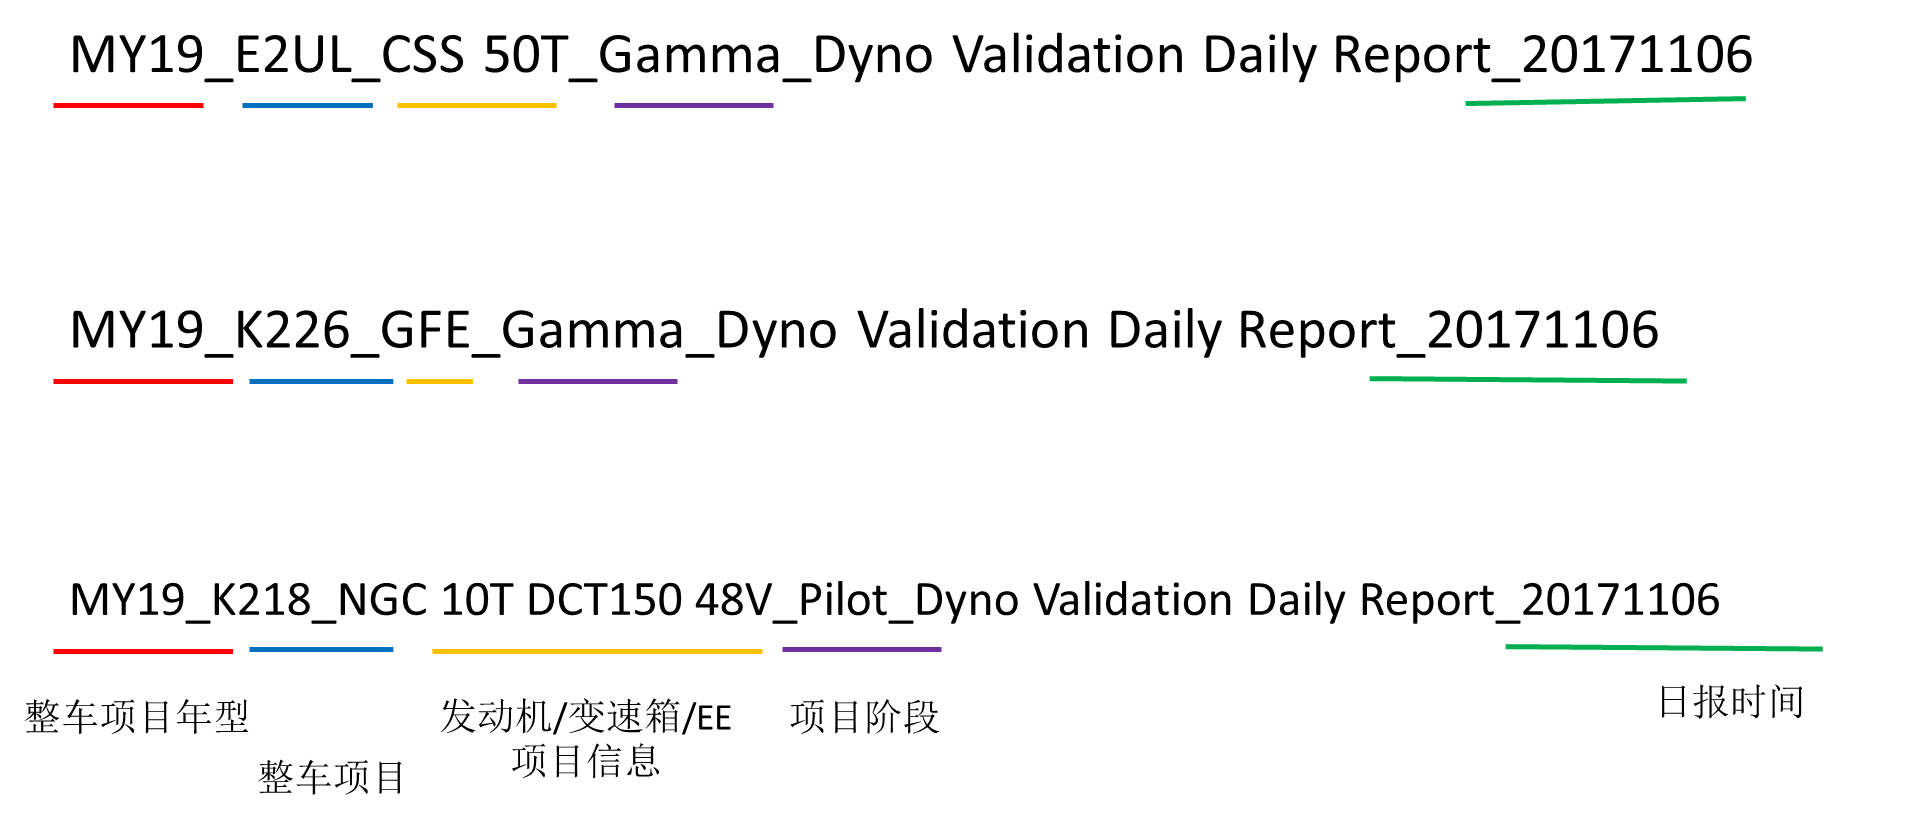 MY19_E2UL_CSS 50T_Gamma_Dyno Validation Daily Report_20171106
MY19_K226_GFE_Gamma_Dyno Validation Daily Report_20171106
MY19_K218_NGC 10T DCT150 48V_Pilot_Dyno Validation Daily Report_20171106
整车项目年型
整车项目
发动机/变速箱/EE
项目信息
项目阶段
日报时间